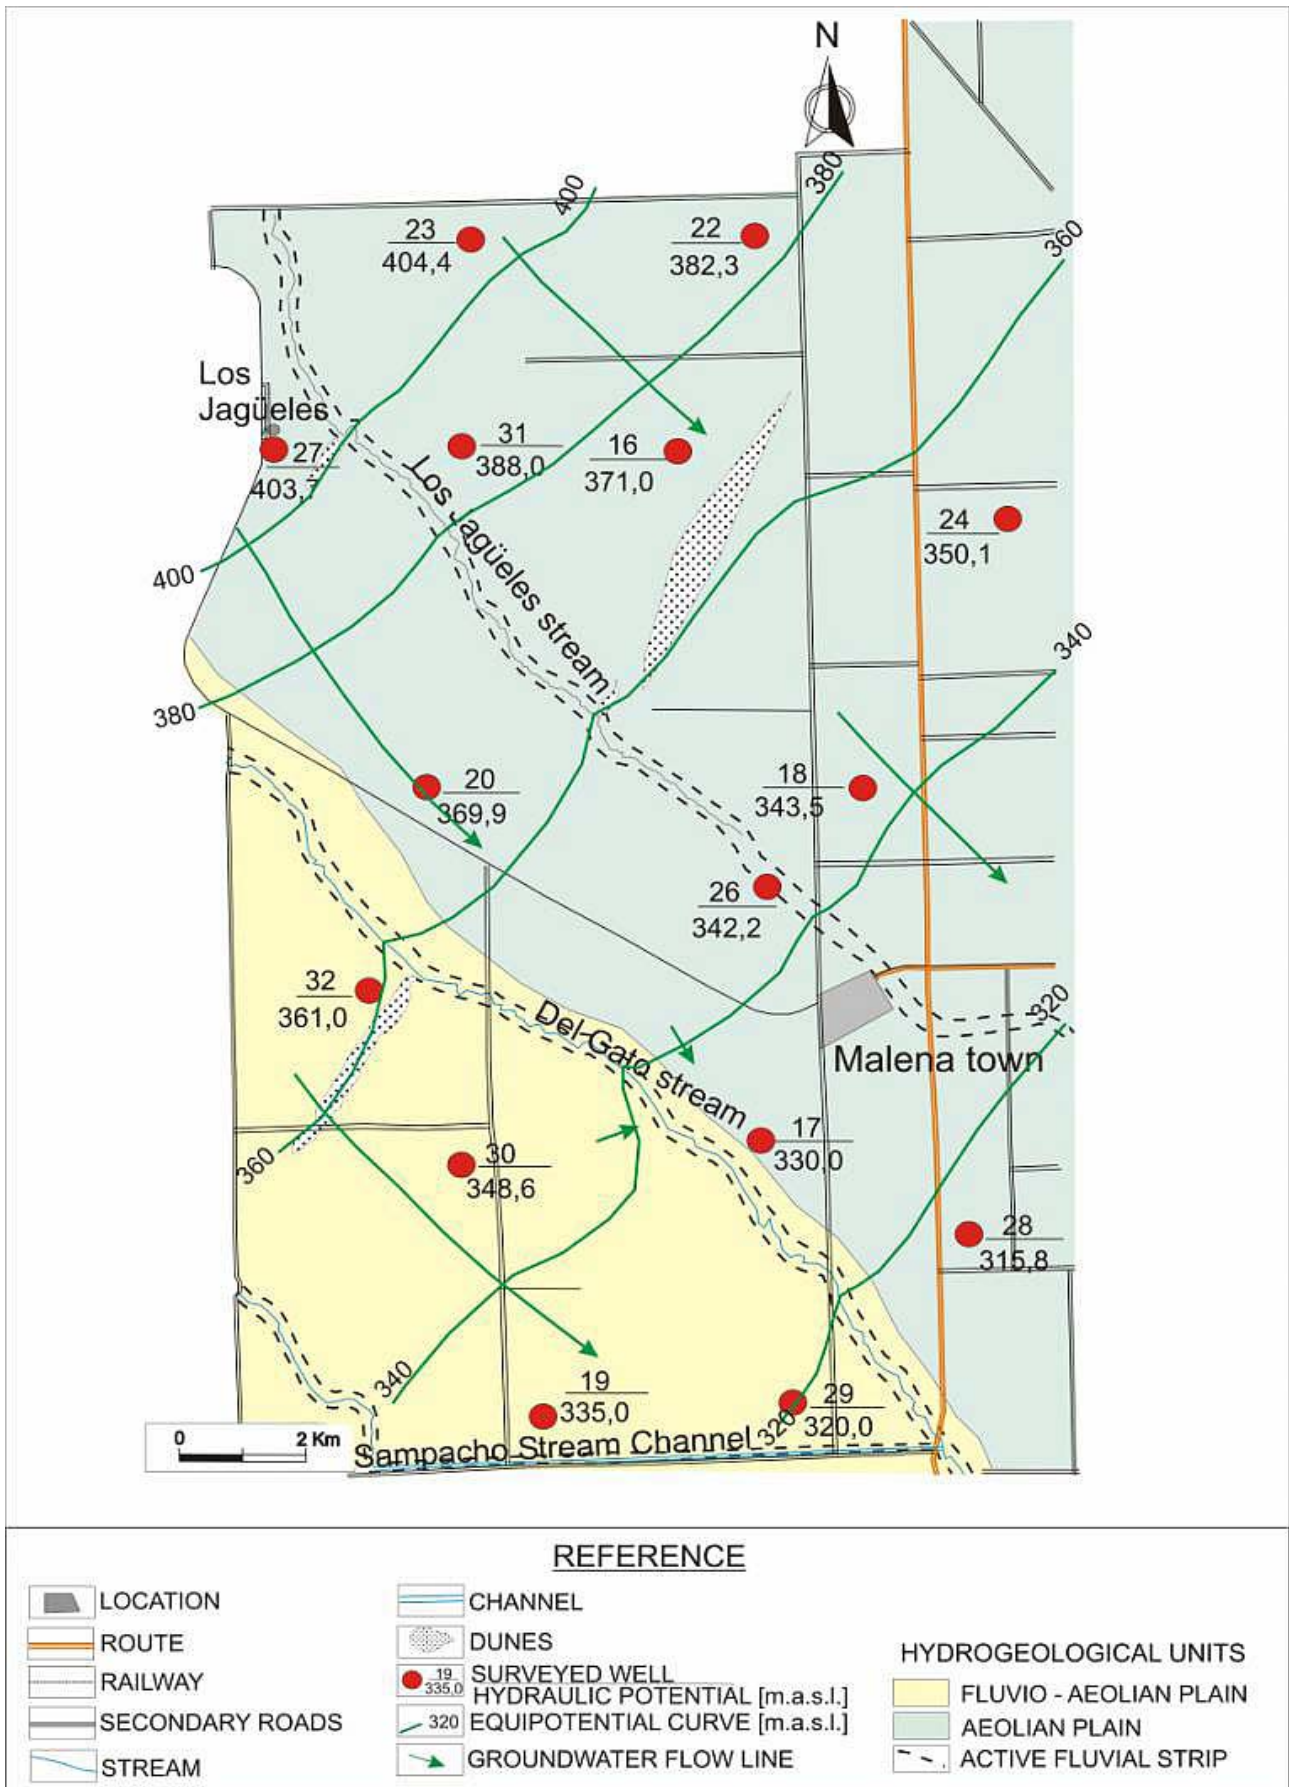 N
400
380
360
23
404,4
22
382,3
Los
Jagüeles
27
403,7
31
388,0
16
371,0
Los Jagüeles stream
24
350,1
400
380
340
20
369,9
18
343,5
26
342,2
32
361,0
Del Gato stream
320
Malena town
17
330,0
360
30
348,6
28
315,8
340
19
335,0
29
320,0
320
0 2 Km
Sampacho Stream Channel
REFERENCE
LOCATION
ROUTE
RAILWAY
SECONDARY ROADS
STREAM
CHANNEL
DUNES
19
335,0
SURVEYED WELL
HYDRAULIC POTENTIAL [m.a.s.l.]
320 EQUIPOTENTIAL CURVE [m.a.s.l.]
GROUNDWATER FLOW LINE
HYDROGEOLOGICAL UNITS
FLUVIO - AEOLIAN PLAIN
AEOLIAN PLAIN
ACTIVE FLUVIAL STRIP